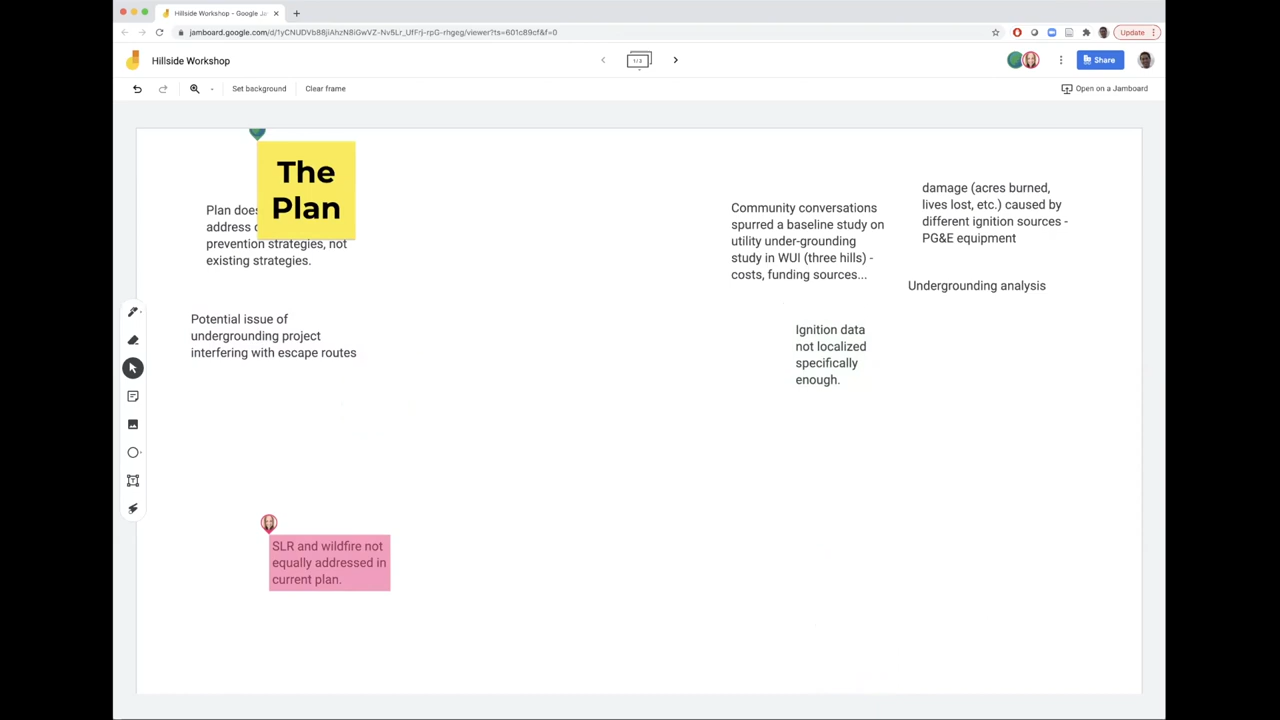 Hillside Workshop - Google Ja
jamboard.google.com/d/1yCNUDVb88jiAhzN8iGwVZ-Nv5Lr_UfFrj-rpG-rhgeg/viewer?ts=601c89cf&f=0
Update
Hillside Workshop
1/2
Share
Set background
Clear frame
Open on a Jamboard
The
Plan
Plan does
address
prevention strategies, not
existing strategies.
Potential issue of
undergrounding project
interfering with escape routes
SLR and wildfire not
equally addressed in
current plan.
Community conversations
spurred a baseline study on
utility under-grounding
study in WUI (three hills) -
costs, funding sources...
damage (acres burned,
lives lost, etc.) caused by
different ignition sources -
PG&E equipment
Undergrounding analysis
Ignition data
not localized
specifically
enough.